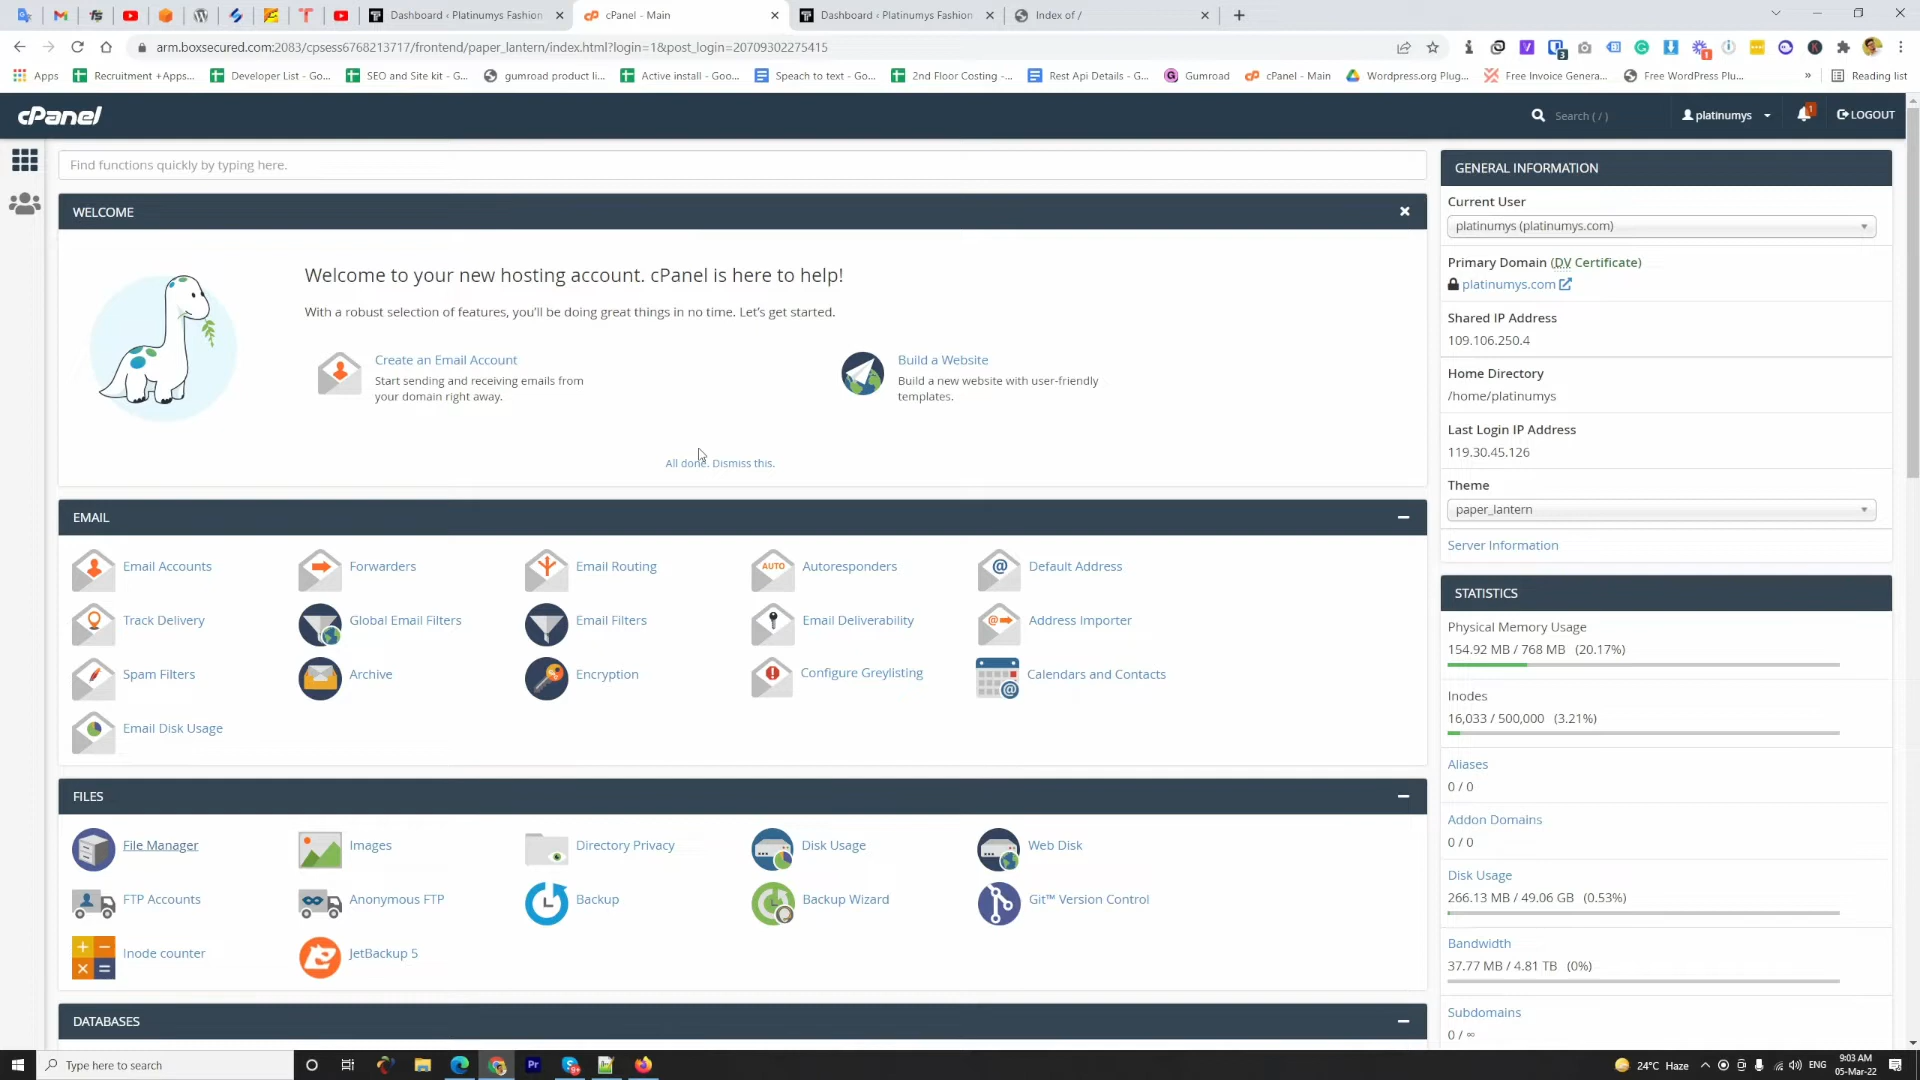 Dashboard ‹ Platinumys Fashion
cPanel - Main
Dashboard ‹ Platinumys Fashion
Index of /
arm.boxsecured.com:2083/cpsess6768213717/frontend/paper_lantern/index.html?login=1&post_login=20709302275415
Apps
Recruitment +Apps...
Developer List - Go...
SEO and Site kit - G...
gumroad product li...
Active install - Goo...
Speach to text - Go...
2nd Floor Costing -...
Rest Api Details - G...
Gumroad
cPanel - Main
Wordpress.org Plug...
Free Invoice Genera...
Free WordPress Plu...
»
Reading list
cPanel
Search ( / )
platinumys
1
LOGOUT
Find functions quickly by typing here.
WELCOME
Welcome to your new hosting account. cPanel is here to help!
With a robust selection of features, you'll be doing great things in no time. Let's get started.
Create an Email Account
Start sending and receiving emails from
your domain right away.
Build a Website
Build a new website with user-friendly
templates.
All done. Dismiss this.
EMAIL
Email Accounts
Forwarders
Email Routing
AUTO
Autoresponders
Default Address
Track Delivery
Global Email Filters
Email Filters
Email Deliverability
Address Importer
Spam Filters
Archive
Encryption
Configure Greylisting
Calendars and Contacts
Email Disk Usage
FILES
File Manager
Images
Directory Privacy
Disk Usage
Web Disk
FTP Accounts
Anonymous FTP
Backup
Backup Wizard
Git™ Version Control
Inode counter
JetBackup 5
DATABASES
GENERAL INFORMATION
Current User
platinumys (platinumys.com)
Primary Domain (DV Certificate)
platinumys.com
Shared IP Address
109.106.250.4
Home Directory
/home/platinumys
Last Login IP Address
119.30.45.126
Theme
paper_lantern
Server Information
STATISTICS
Physical Memory Usage
154.92 MB / 768 MB (20.17%)
Inodes
16,033 / 500,000 (3.21%)
Aliases
0 / 0
Addon Domains
0 / 0
Disk Usage
266.13 MB / 49.06 GB (0.53%)
Bandwidth
37.77 MB / 4.81 TB (0%)
Subdomains
0 / ∞
Type here to search
Pr
24°C Haze
ENG
9:03 AM
05-Mar-22